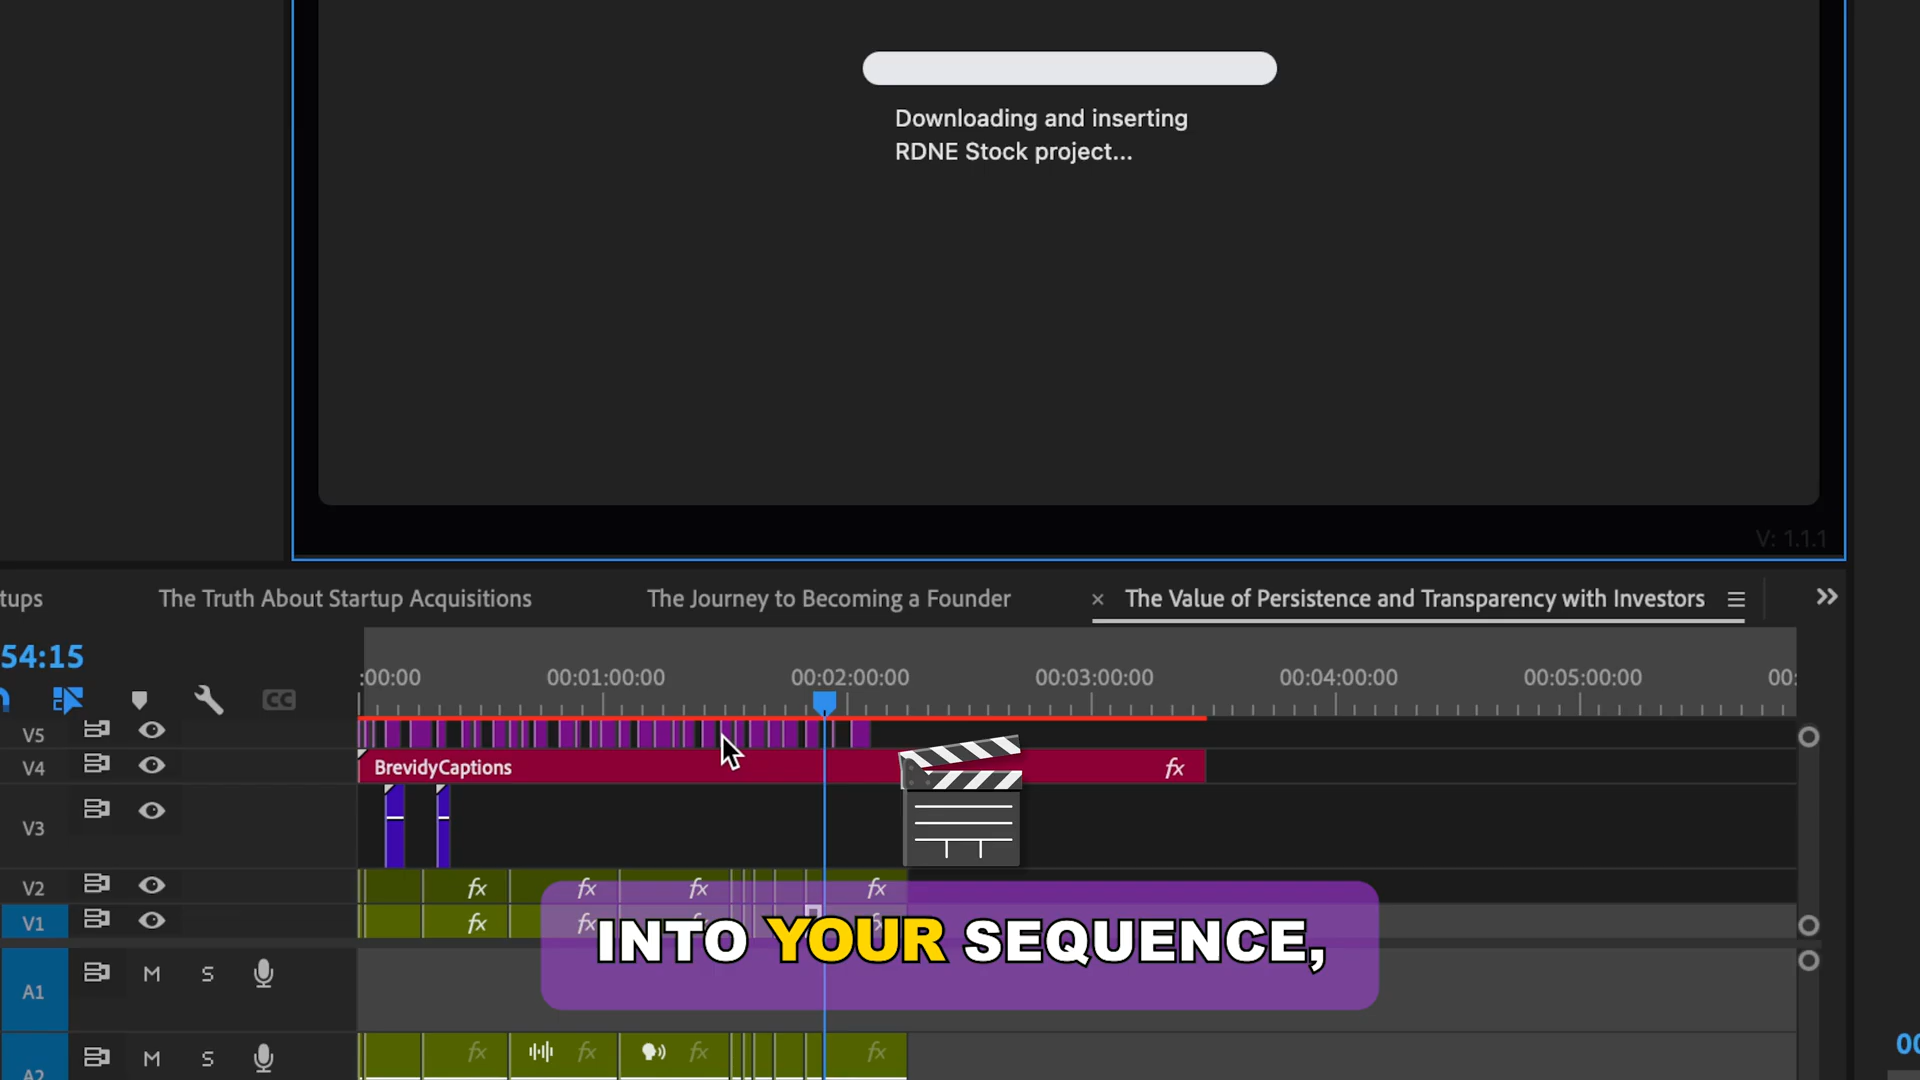 Downloading and inserting
RDNE Stock project...
V: 1.1.1
tups
The Truth About Startup Acquisitions
The Journey to Becoming a Founder
× The Value of Persistence and Transparency with Investors
54:15
:00:00
00:01:00:00
00:02:00:00
00:03:00:00
00:04:00:00
00:05:00:00
00:
CC
V5
V4
BrevidyCaptions
fx
V3
V2
fx
fx
fx
fx
V1
fx
fx
INTO YOUR SEQUENCE,
A1
M
S
A2
M
S
fx
fx
fx
fx
00